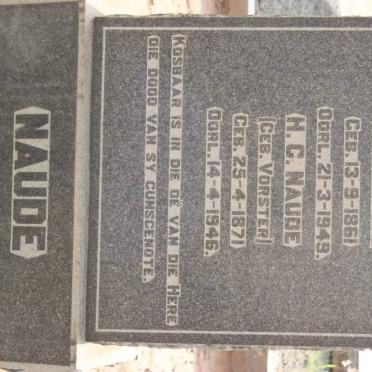 GEB. 13-9-1861
OORL. 21-3-1949.
H. C. NAUDE
(GEB. VORSTER)
GEB. 25-4-1871
OORL. 14-4-1946.
KOSBAAR IS IN DIE OË VAN DIE HERE
DIE DOOD VAN SY GUNSGENOTE.
NAUDE